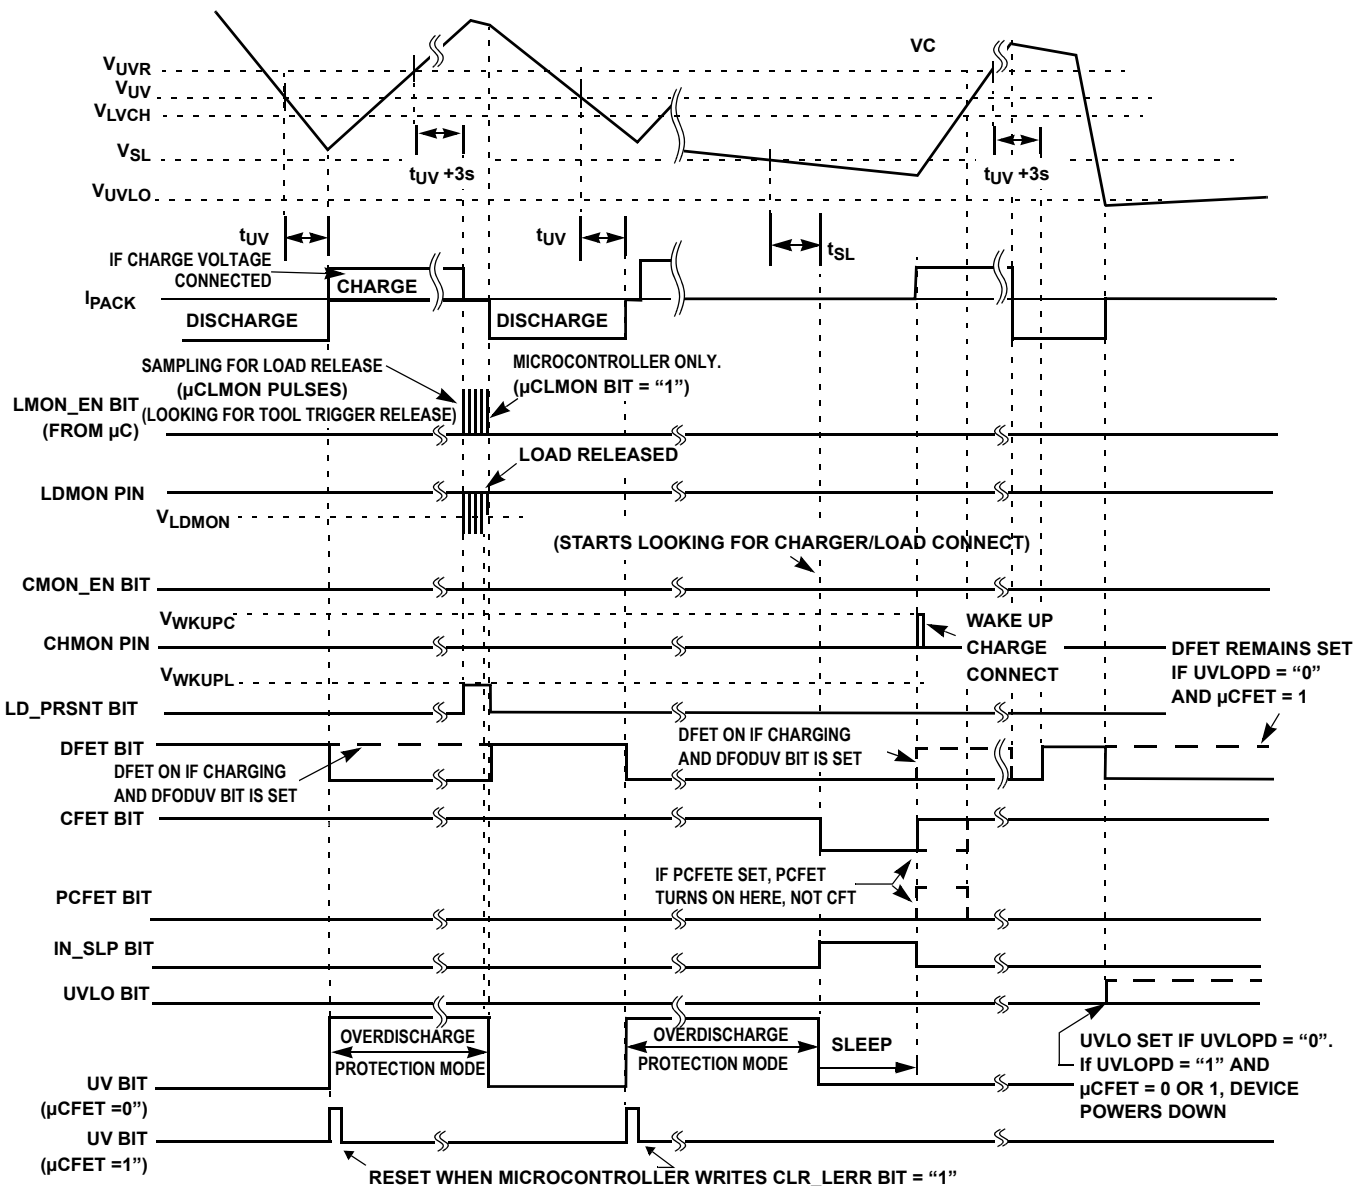 VC
VUVR
VUV
VLVCH
VSL
VUVLO
tUV +3s
tUV +3s
tUV
tUV
tSL
IF CHARGE VOLTAGE
CONNECTED
CHARGE
IPACK
DISCHARGE
DISCHARGE
SAMPLING FOR LOAD RELEASE
(µCLMON PULSES)
(LOOKING FOR TOOL TRIGGER RELEASE)
MICROCONTROLLER ONLY.
(µCLMON BIT = “1”)
LMON_EN BIT
(FROM µC)
LOAD RELEASED
LDMON PIN
VLDMON
(STARTS LOOKING FOR CHARGER/LOAD CONNECT)
CMON_EN BIT
VWKUPC
CHMON PIN
WAKE UP
CHARGE
CONNECT
VWKUPL
LD_PRSNT BIT
DFET REMAINS SET
IF UVLOPD = “0”
AND µCFET = 1
DFET BIT
DFET ON IF CHARGING
AND DFODUV BIT IS SET
DFET ON IF CHARGING
AND DFODUV BIT IS SET
CFET BIT
IF PCFETE SET, PCFET
TURNS ON HERE, NOT CFT
PCFET BIT
IN_SLP BIT
UVLO BIT
OVERDISCHARGE
PROTECTION MODE
OVERDISCHARGE
PROTECTION MODE
SLEEP
UVLO SET IF UVLOPD = “0”.
If UVLOPD = “1” AND
µCFET = 0 OR 1, DEVICE
POWERS DOWN
UV BIT
(µCFET =0”)
UV BIT
(µCFET =1”)
RESET WHEN MICROCONTROLLER WRITES CLR_LERR BIT = “1”